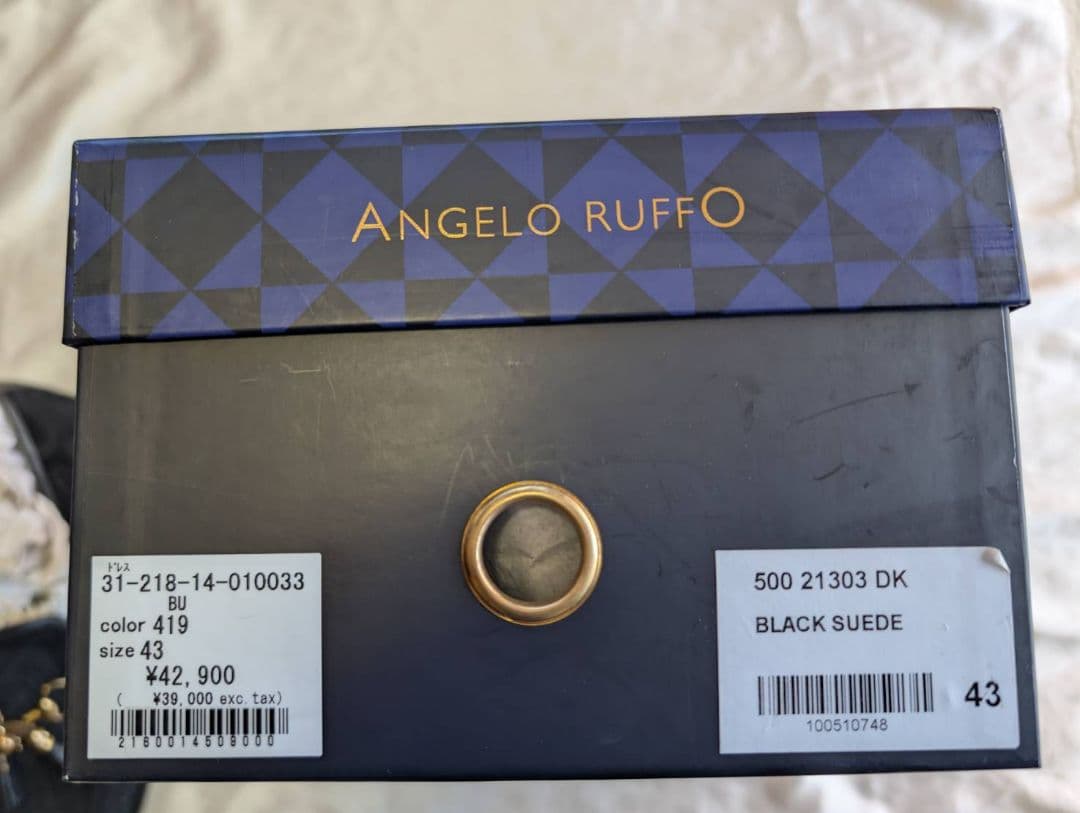 ANGELO RUFFO
ドレス
31-218-14-010033
BU
color 419
size 43
¥42,900
( ¥39,000 exc.tax)
2180014509000
500 21303 DK
BLACK SUEDE
100510748
43